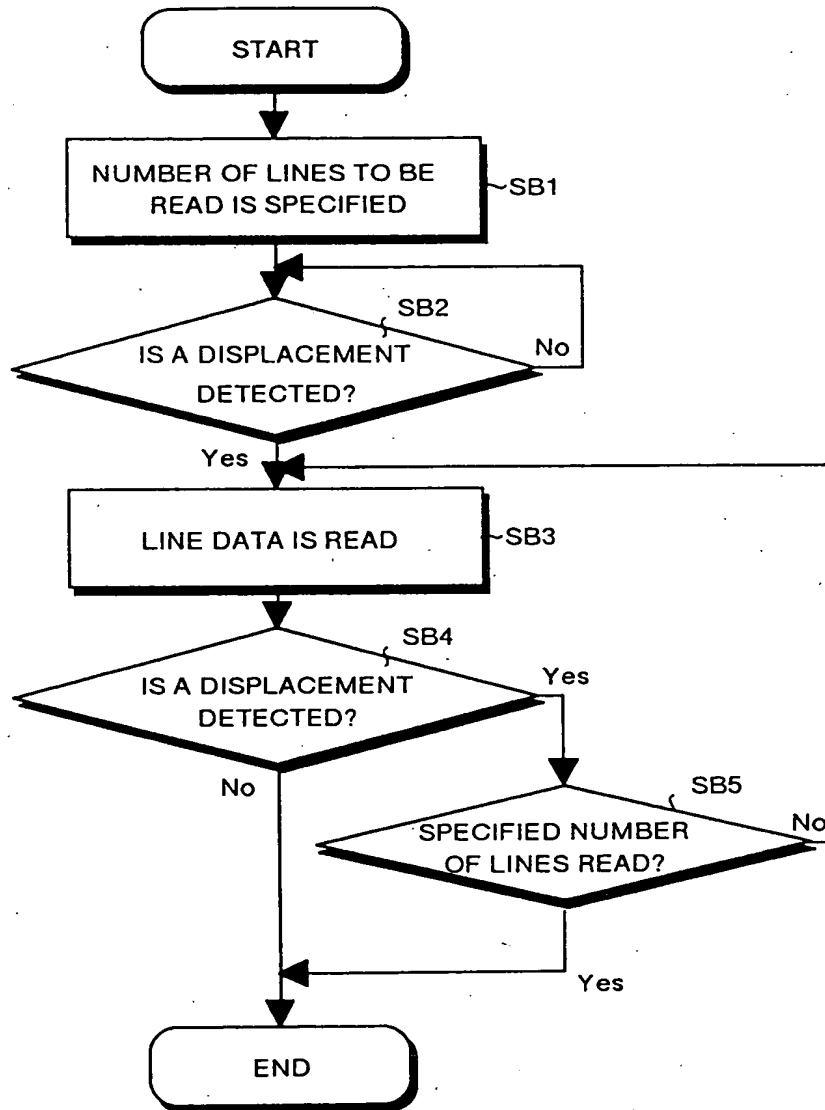 START
NUMBER OF LINES TO BE
READ IS SPECIFIED
SB1
SB2
IS A DISPLACEMENT
DETECTED?
No
Yes
LINE DATA IS READ
SB3
SB4
IS A DISPLACEMENT
DETECTED?
Yes
No
SB5
SPECIFIED NUMBER
OF LINES READ?
No
Yes
END